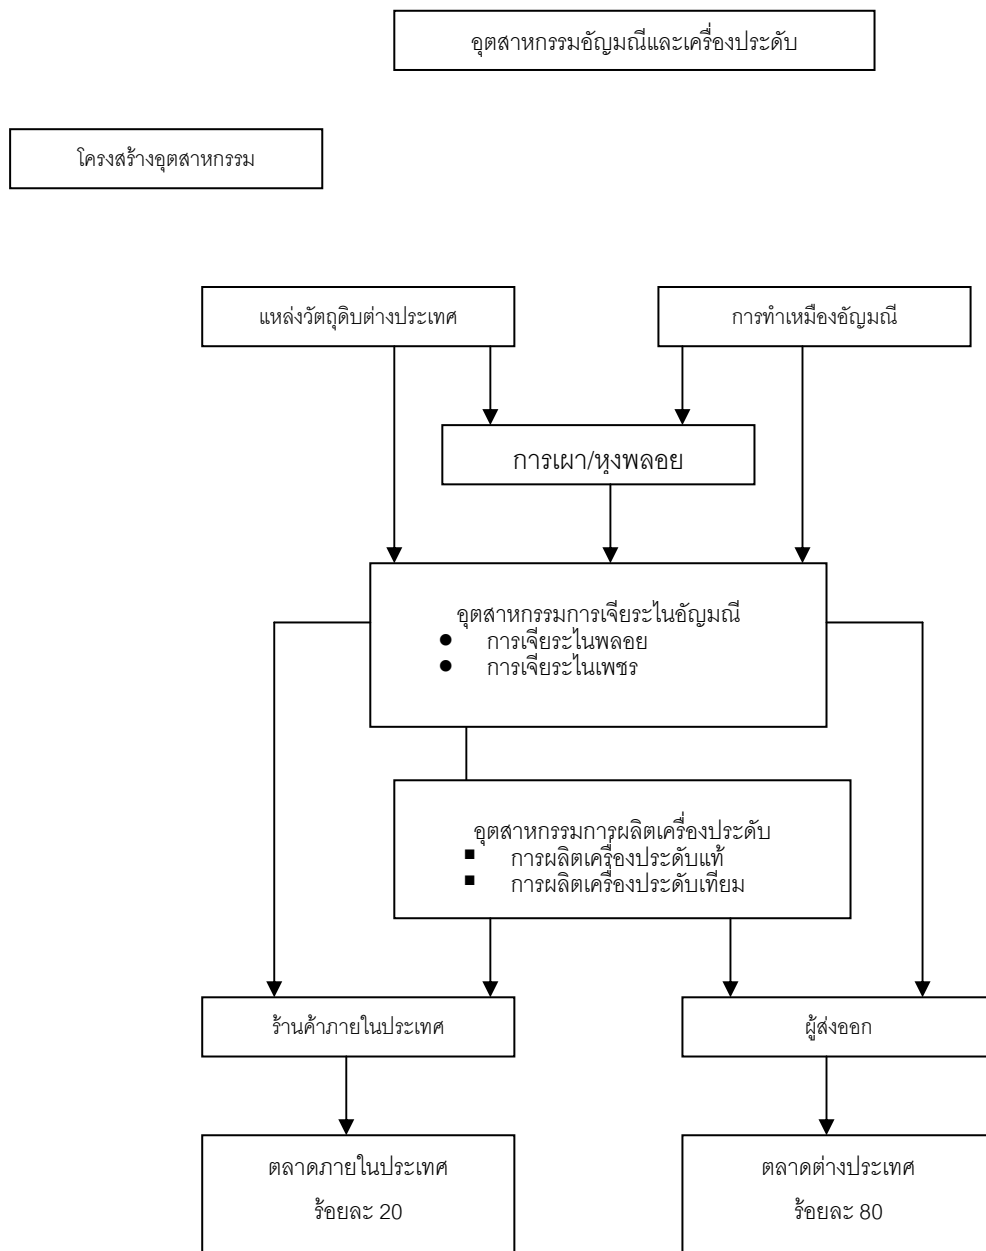 อุตสาหกรรมอัญมณีและเครื่องประดับ
โครงสร้างอุตสาหกรรม
แหล่งวัตถุดิบต่างประเทศ
การทำเหมืองอัญมณี
การเผา/หุงพลอย
อุตสาหกรรมการเจียระไนอัญมณี
● การเจียระไนพลอย
● การเจียระไนเพชร
อุตสาหกรรมการผลิตเครื่องประดับ
■ การผลิตเครื่องประดับแท้
■ การผลิตเครื่องประดับเทียม
ร้านค้าภายในประเทศ
ผู้ส่งออก
ตลาดภายในประเทศ
ร้อยละ 20
ตลาดต่างประเทศ
ร้อยละ 80